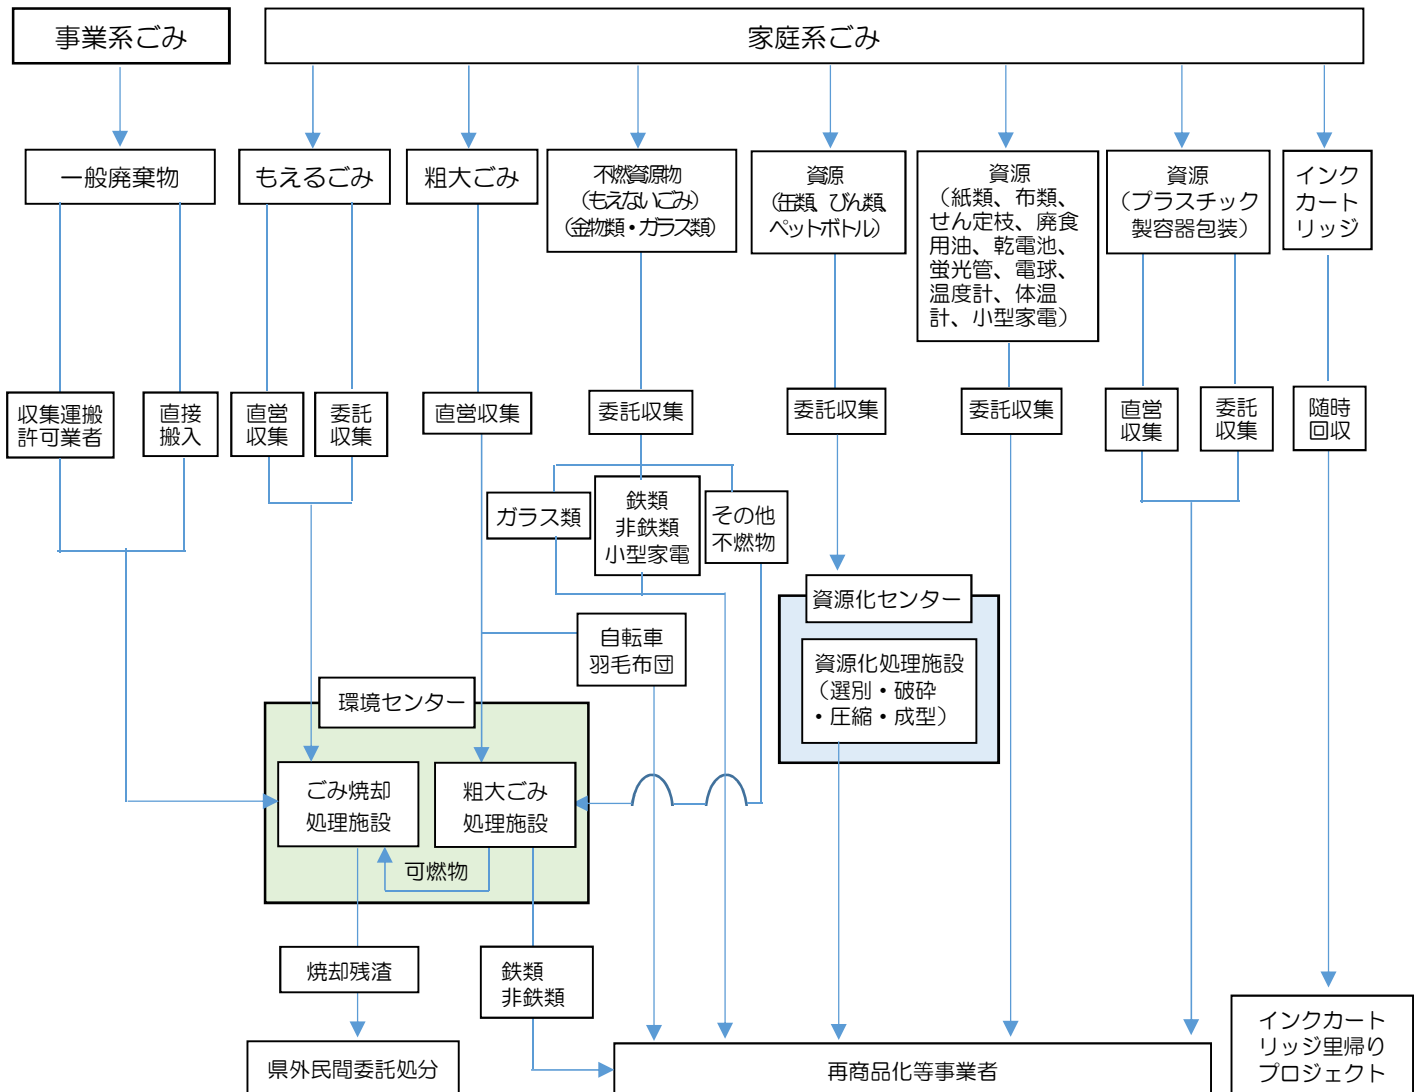 事業系ごみ
家庭系ごみ
一般廃棄物
もえるごみ
粗大ごみ
不燃資源物
(もえないごみ)
(金物類・ガラス類)
資源
(缶類、びん類、
ペットボトル)
資源
(紙類、布類、
せん定枝、廃食
用油、乾電池、
蛍光管、電球、
温度計、体温
計、小型家電)
資源
(プラスチック
製容器包装)
インク
カート
リッジ
収集運搬
許可業者
直接
搬入
直営
収集
委託
収集
直営収集
委託収集
委託収集
委託収集
直営
収集
委託
収集
随時
回収
ガラス類
鉄類
非鉄類
小型家電
その他
不燃物
資源化センター
資源化処理施設
(選別・破砕
・圧縮・成型)
自転車
羽毛布団
環境センター
ごみ焼却
処理施設
粗大ごみ
処理施設
可燃物
焼却残渣
鉄類
非鉄類
県外民間委託処分
再商品化等事業者
インクカート
リッジ里帰り
プロジェクト